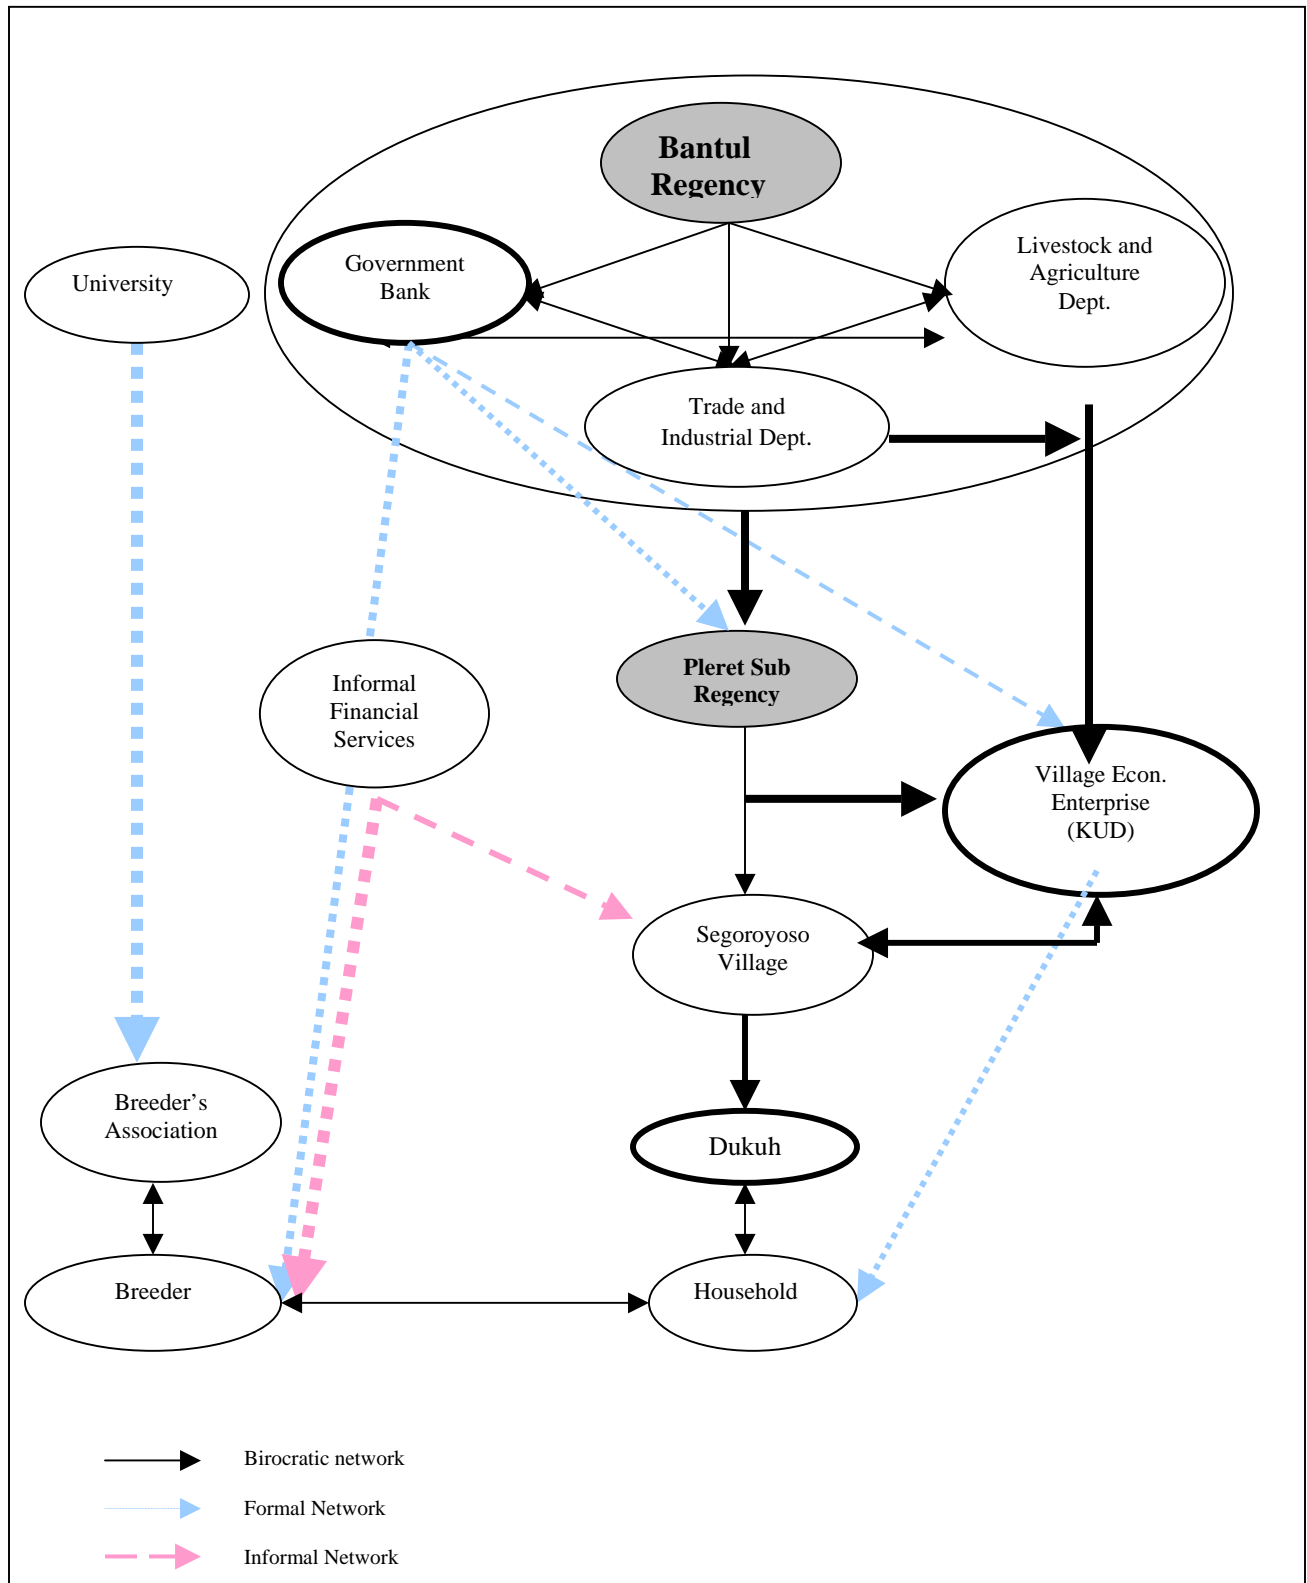 Bantul
Regency
Government
Bank
Livestock and
Agriculture
Dept.
University
Trade and
Industrial Dept.
Pleret Sub
Regency
Informal
Financial
Services
Village Econ.
Enterprise
(KUD)
Segoroyoso
Village
Breeder’s
Association
Dukuh
Breeder
Household
Birocratic network
Formal Network
Informal Network